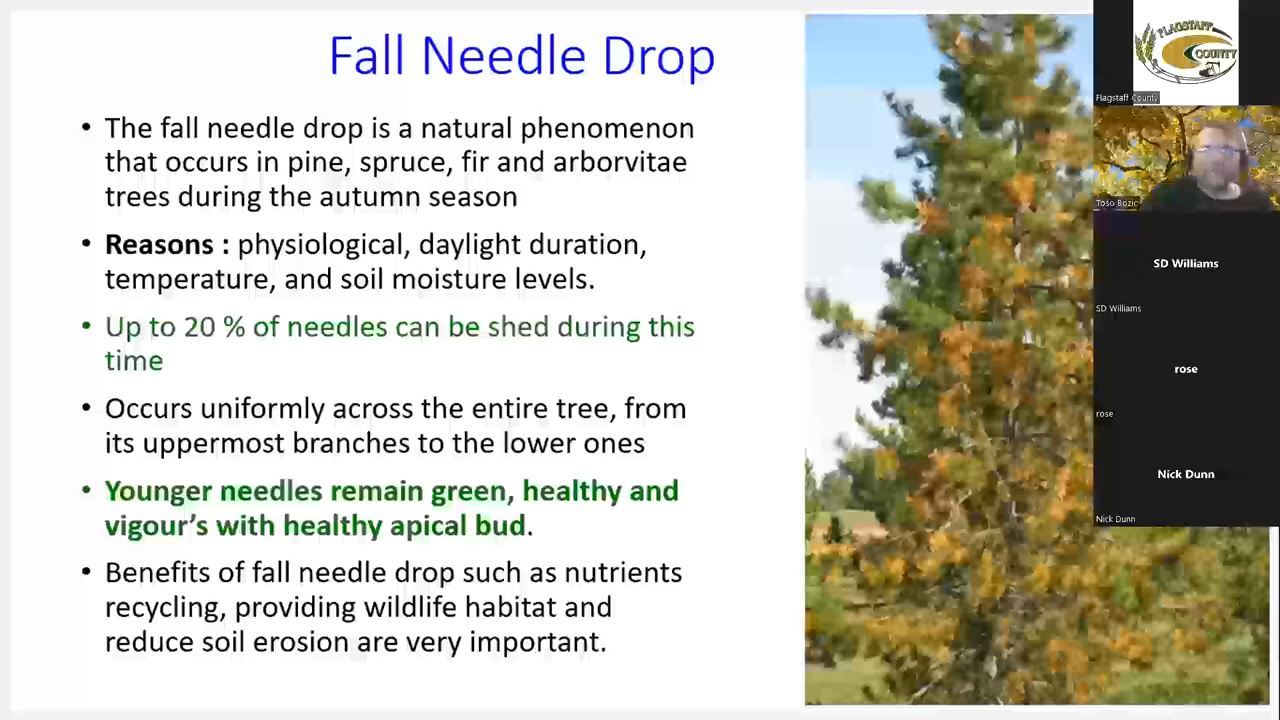 Fall Needle Drop
• The fall needle drop is a natural phenomenon
that occurs in pine, spruce, fir and arborvitae
trees during the autumn season
• Reasons : physiological, daylight duration,
temperature, and soil moisture levels.
• Up to 20 % of needles can be shed during this
time
• Occurs uniformly across the entire tree, from
its uppermost branches to the lower ones
• Younger needles remain green, healthy and
vigour’s with healthy apical bud.
• Benefits of fall needle drop such as nutrients
recycling, providing wildlife habitat and
reduce soil erosion are very important.
FLAGSTAFF
COUNTY
Flagstaff County
Toso Bozic
SD Williams
SD Williams
rose
rose
Nick Dunn
Nick Dunn